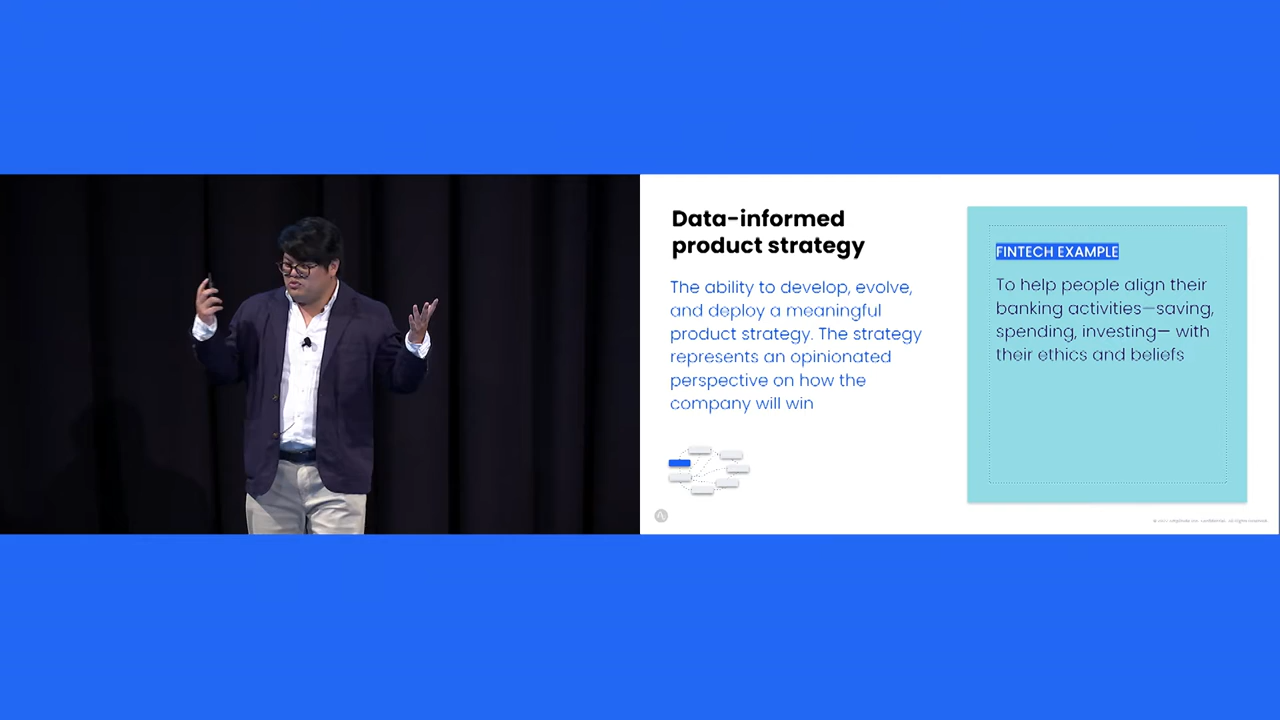 Data-informed
product strategy
The ability to develop, evolve,
and deploy a meaningful
product strategy. The strategy
represents an opinionated
perspective on how the
company will win
FINTECH EXAMPLE
To help people align their
banking activities—saving,
spending, investing— with
their ethics and beliefs